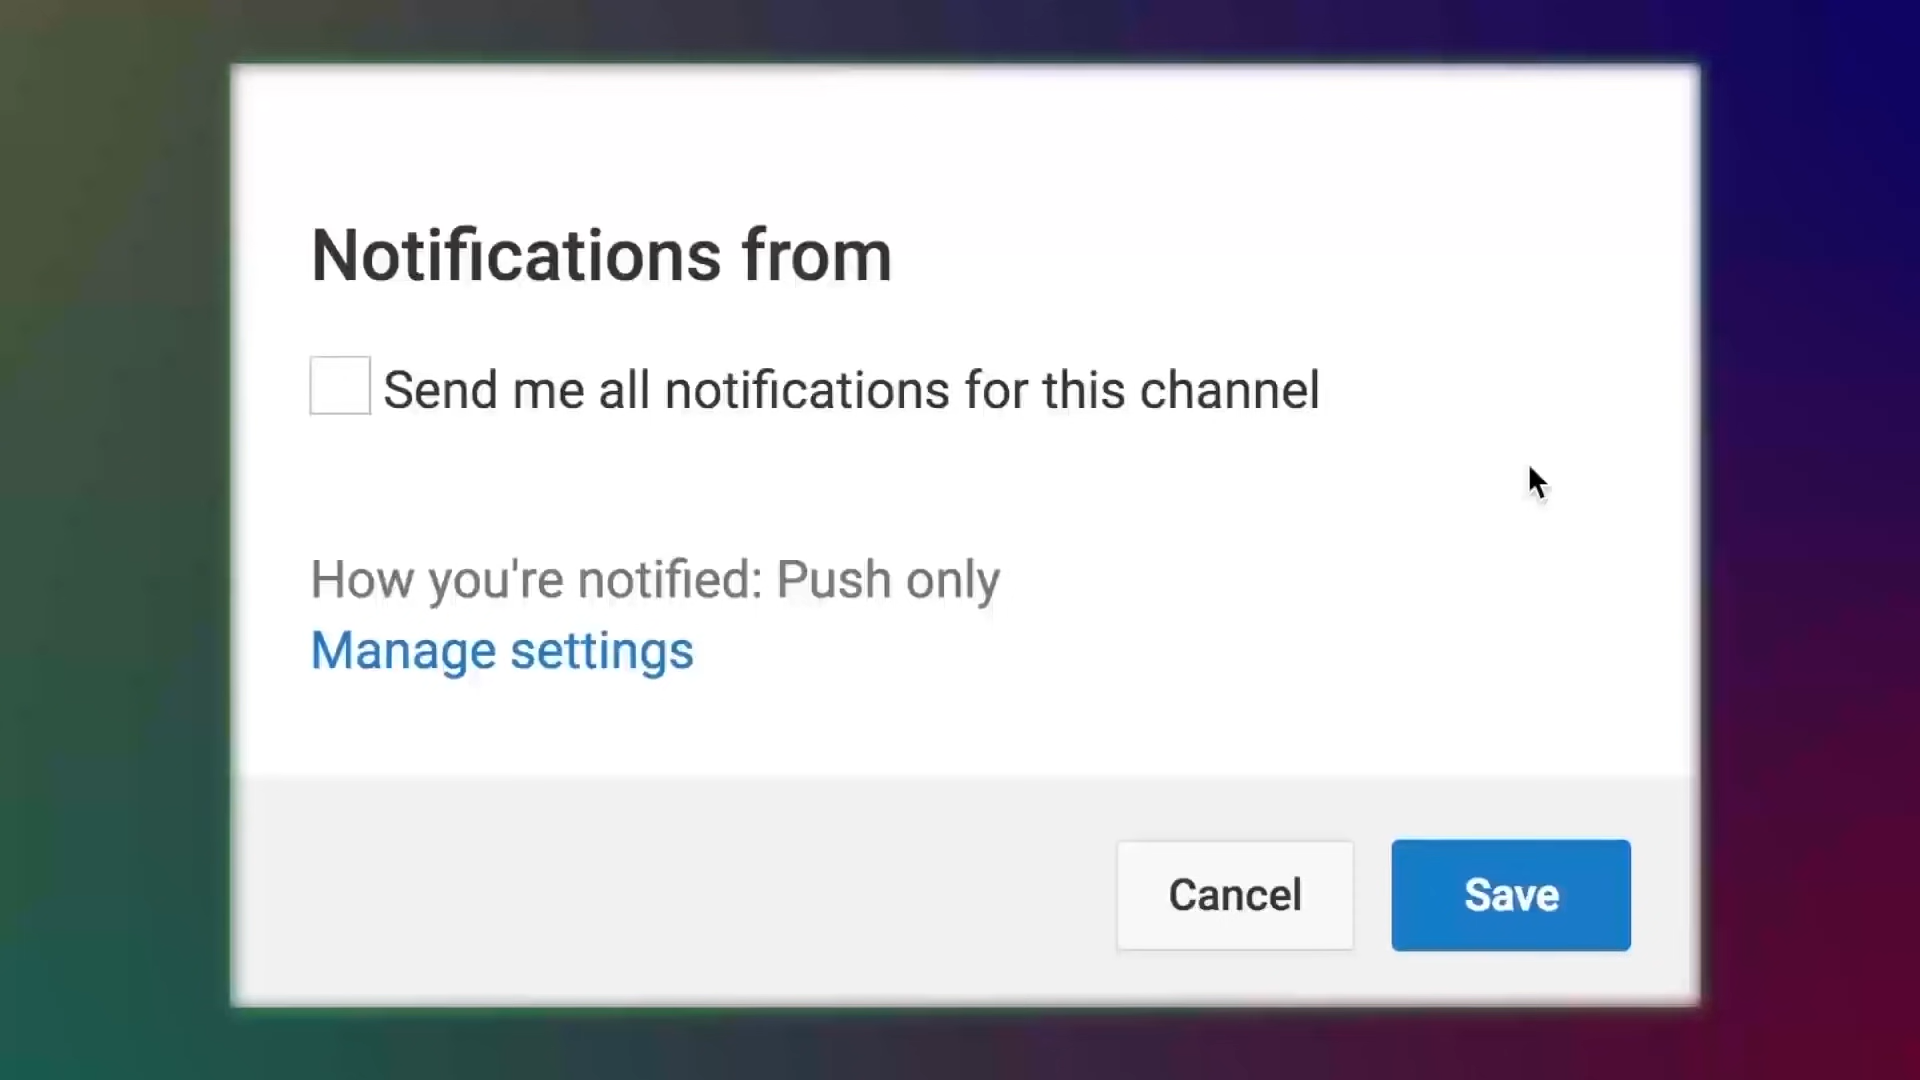 Notifications from
Send me all notifications for this channel
How you're notified: Push only
Manage settings
Cancel
Save